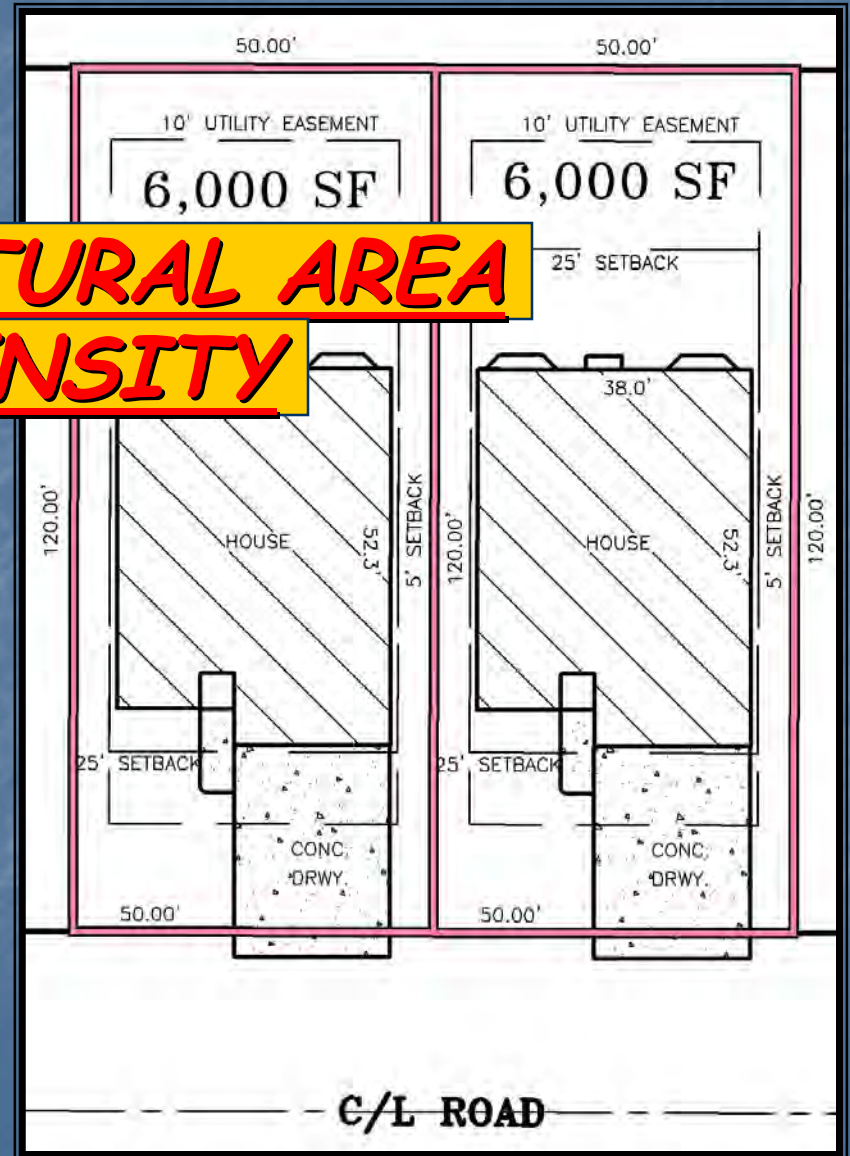 50.00' 50.00'
10' UTILITY EASEMENT 10' UTILITY EASEMENT
6,000 SF 6,000 SF
TURAL AREA
25' SETBACK
NSITY
38.0'
120.00'
HOUSE
52.3'
5' SETBACK
120.00'
HOUSE
52.3'
5' SETBACK
120.00'
25' SETBACK 25' SETBACK
CONC. CONC.
DRWY. DRWY.
50.00' 50.00'
C/L ROAD